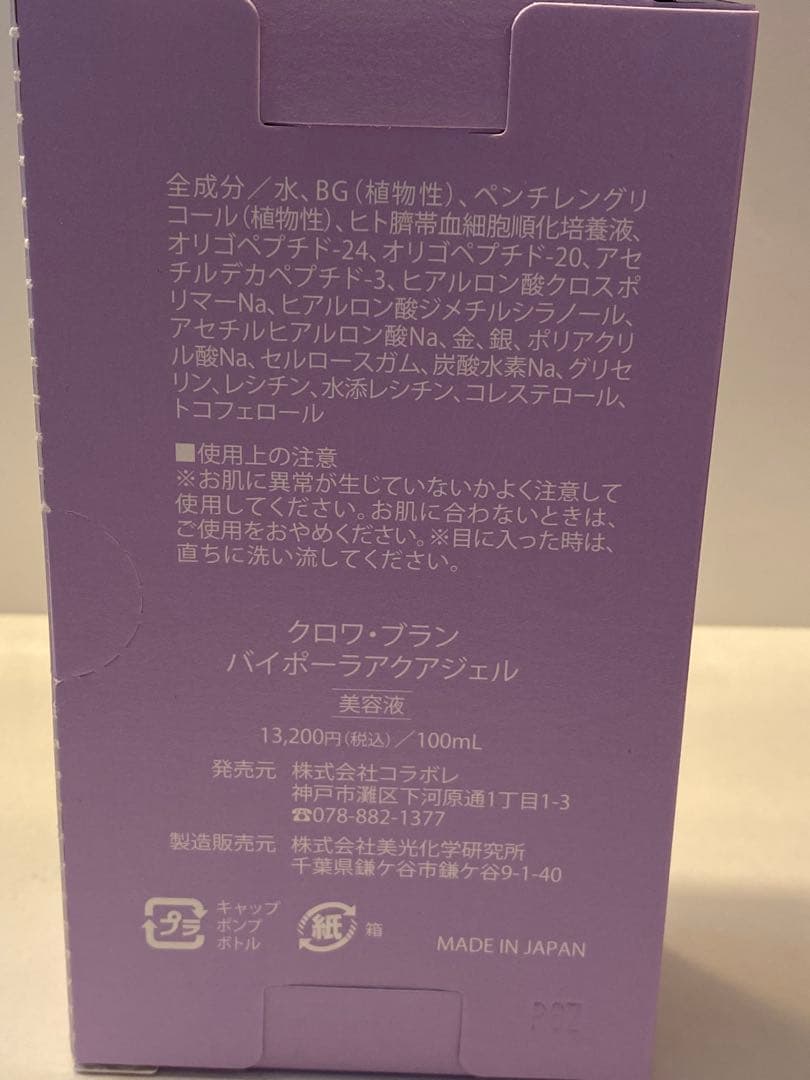 全成分／水、BG（植物性）、ペンチレングリ
コール（植物性）、ヒト臍帯血細胞順化培養液、
オリゴペプチド-24、オリゴペプチド-20、アセ
チルデカペプチド-3、ヒアルロン酸クロスポ
リマーNa、ヒアルロン酸ジメチルシラノール、
アセチルヒアルロン酸Na、金、銀、ポリアクリ
ル酸Na、セルロースガム、炭酸水素Na、グリセ
リン、レシチン、水添レシチン、コレステロール、
トコフェロール
■使用上の注意
※お肌に異常が生じていないかよく注意して
使用してください。お肌に合わないときは、
ご使用をおやめください。※目に入った時は、
直ちに洗い流してください。
クロワ・ブラン
バイポーラアクアジェル
美容液
13,200円（税込）／100mL
発売元 株式会社コラボレ
神戸市灘区下河原通1丁目1-3
☎078-882-1377
製造販売元 株式会社美光化学研究所
千葉県鎌ケ谷市鎌ケ谷9-1-40
プラ キャップ
ポンプ
ボトル
紙 箱
MADE IN JAPAN